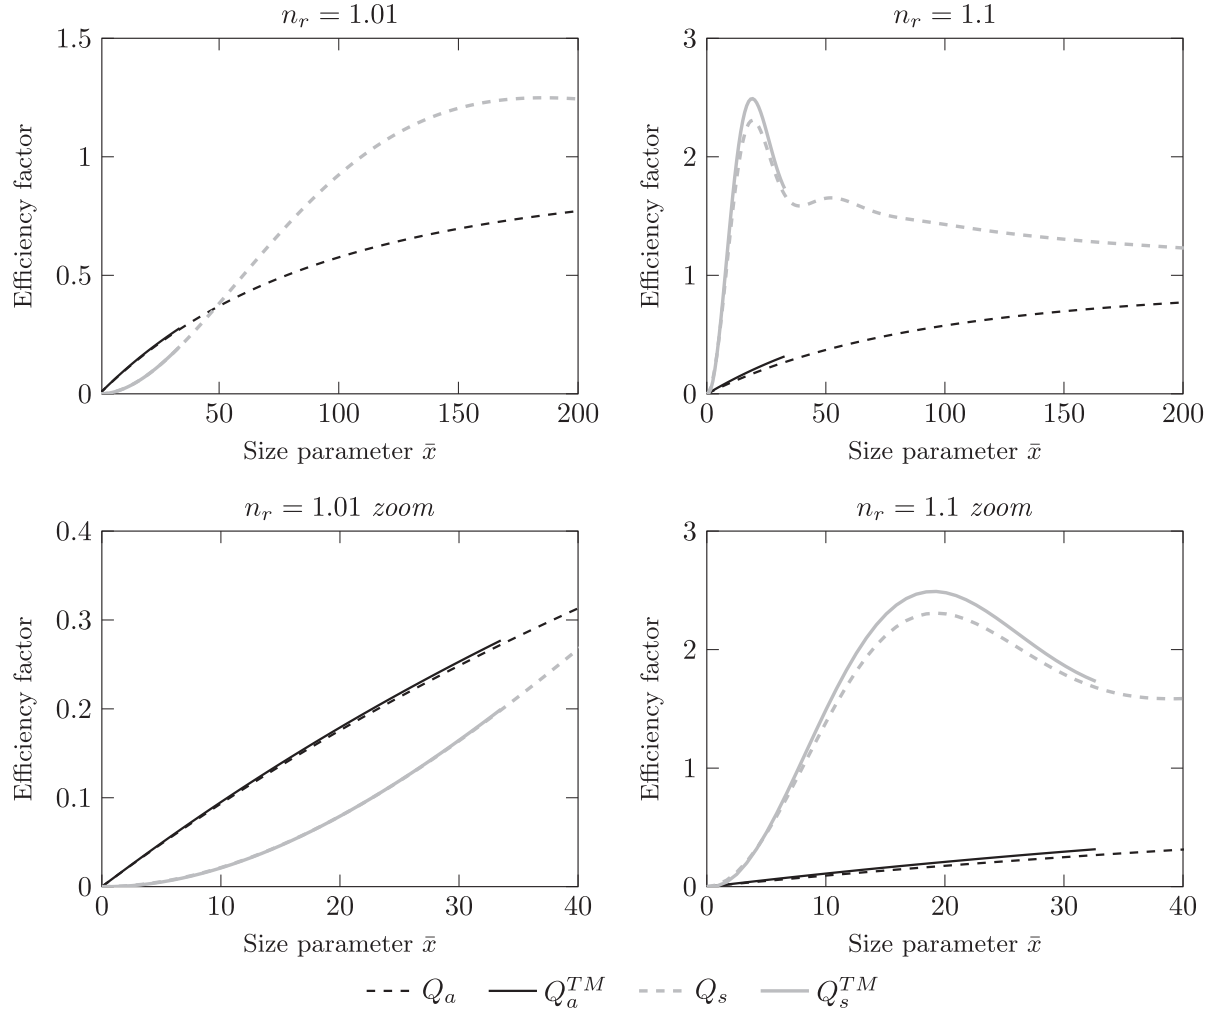 n_r = 1.01
1.5
1
0.5
0
50
100
150
200
Efficiency factor
Size parameter x̄
n_r = 1.1
3
2
1
0
0
50
100
150
200
Efficiency factor
Size parameter x̄
n_r = 1.01 zoom
0.4
0.3
0.2
0.1
0
0
10
20
30
40
Efficiency factor
Size parameter x̄
n_r = 1.1 zoom
3
2
1
0
0
10
20
30
40
Efficiency factor
Size parameter x̄
Q_a Q_a^{TM} Q_s Q_s^{TM}